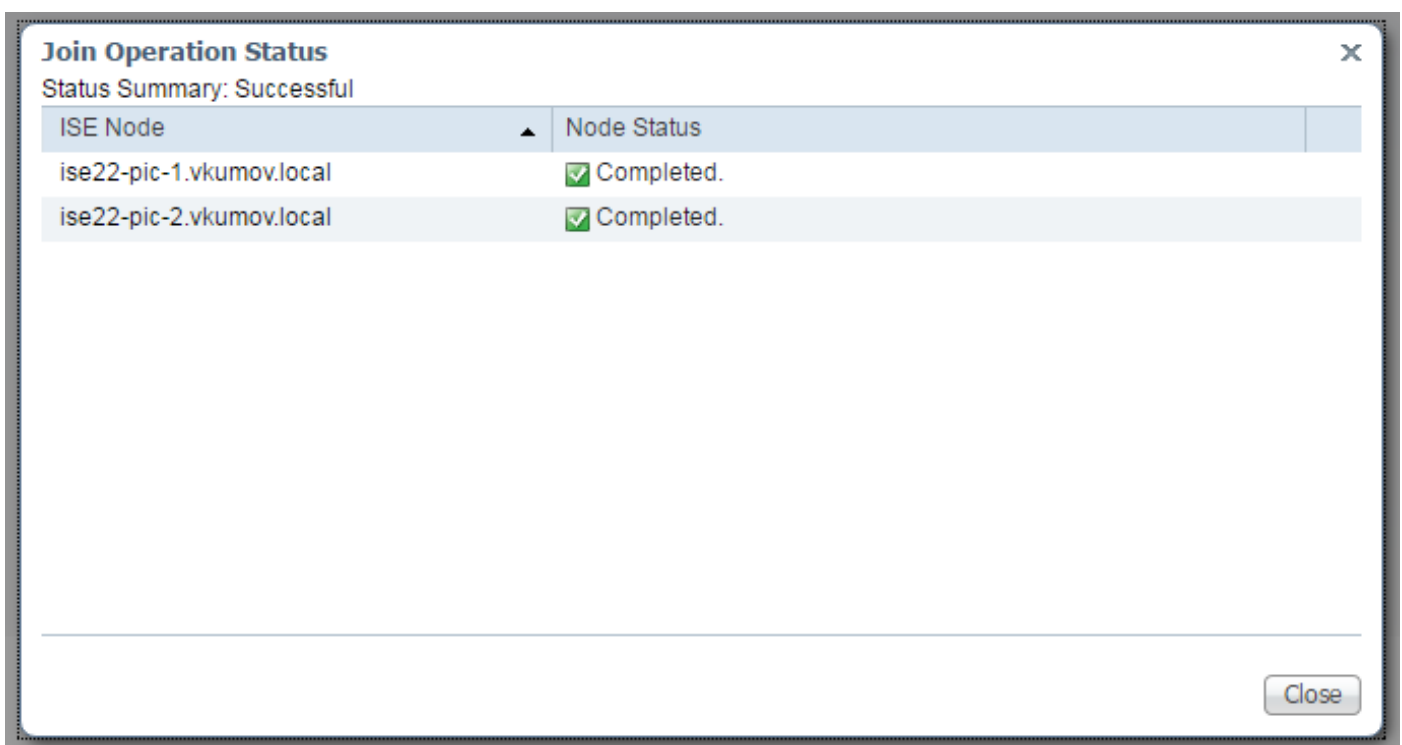 Join Operation Status
Status Summary: Successful
ISE Node Node Status
ise22-pic-1.vkumov.local Completed.
ise22-pic-2.vkumov.local Completed.
Close